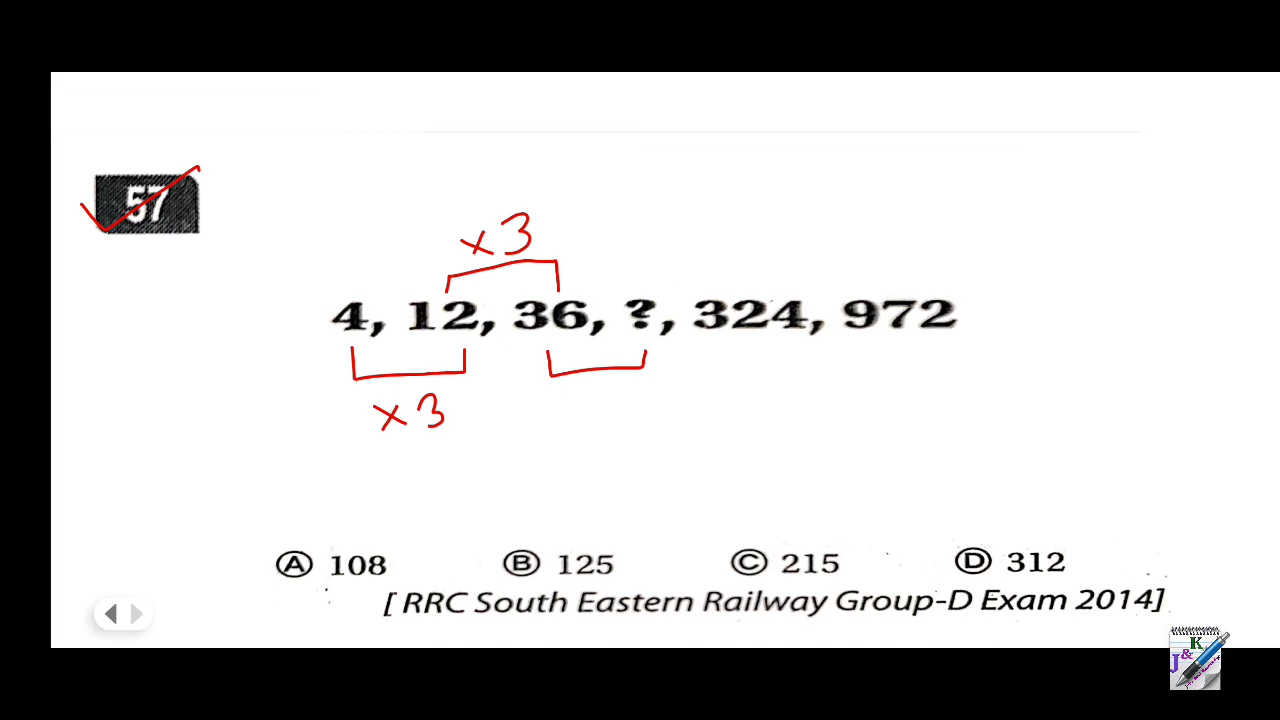 57
×3
4, 12, 36, ?, 324, 972
×3
Ⓐ 108 Ⓑ 125 Ⓒ 215 Ⓓ 312
[ RRC South Eastern Railway Group-D Exam 2014]
J&K